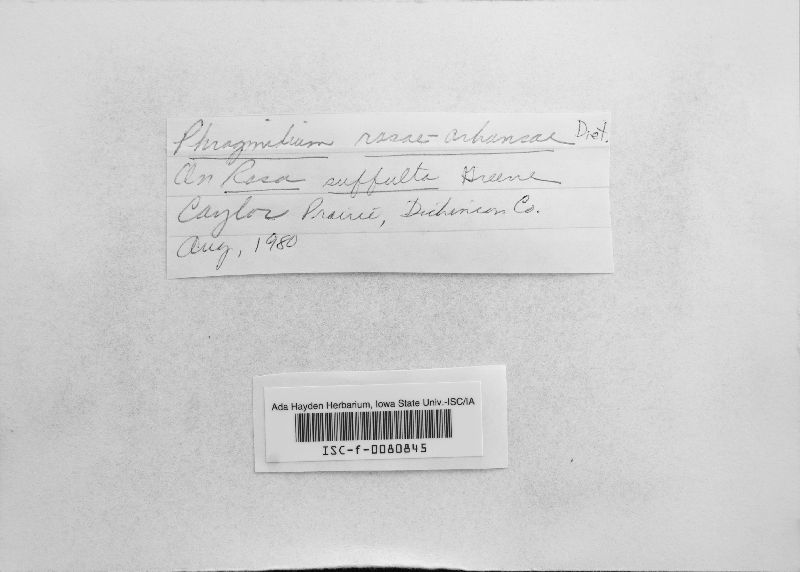 Phragmidium rosae-arkansae Diet.
On Rosa suffulta Greene
Caylor Prairie, Dickinson Co.
Aug, 1980
Ada Hayden Herbarium, Iowa State Univ.-ISC/IA
ISC-f-0080845